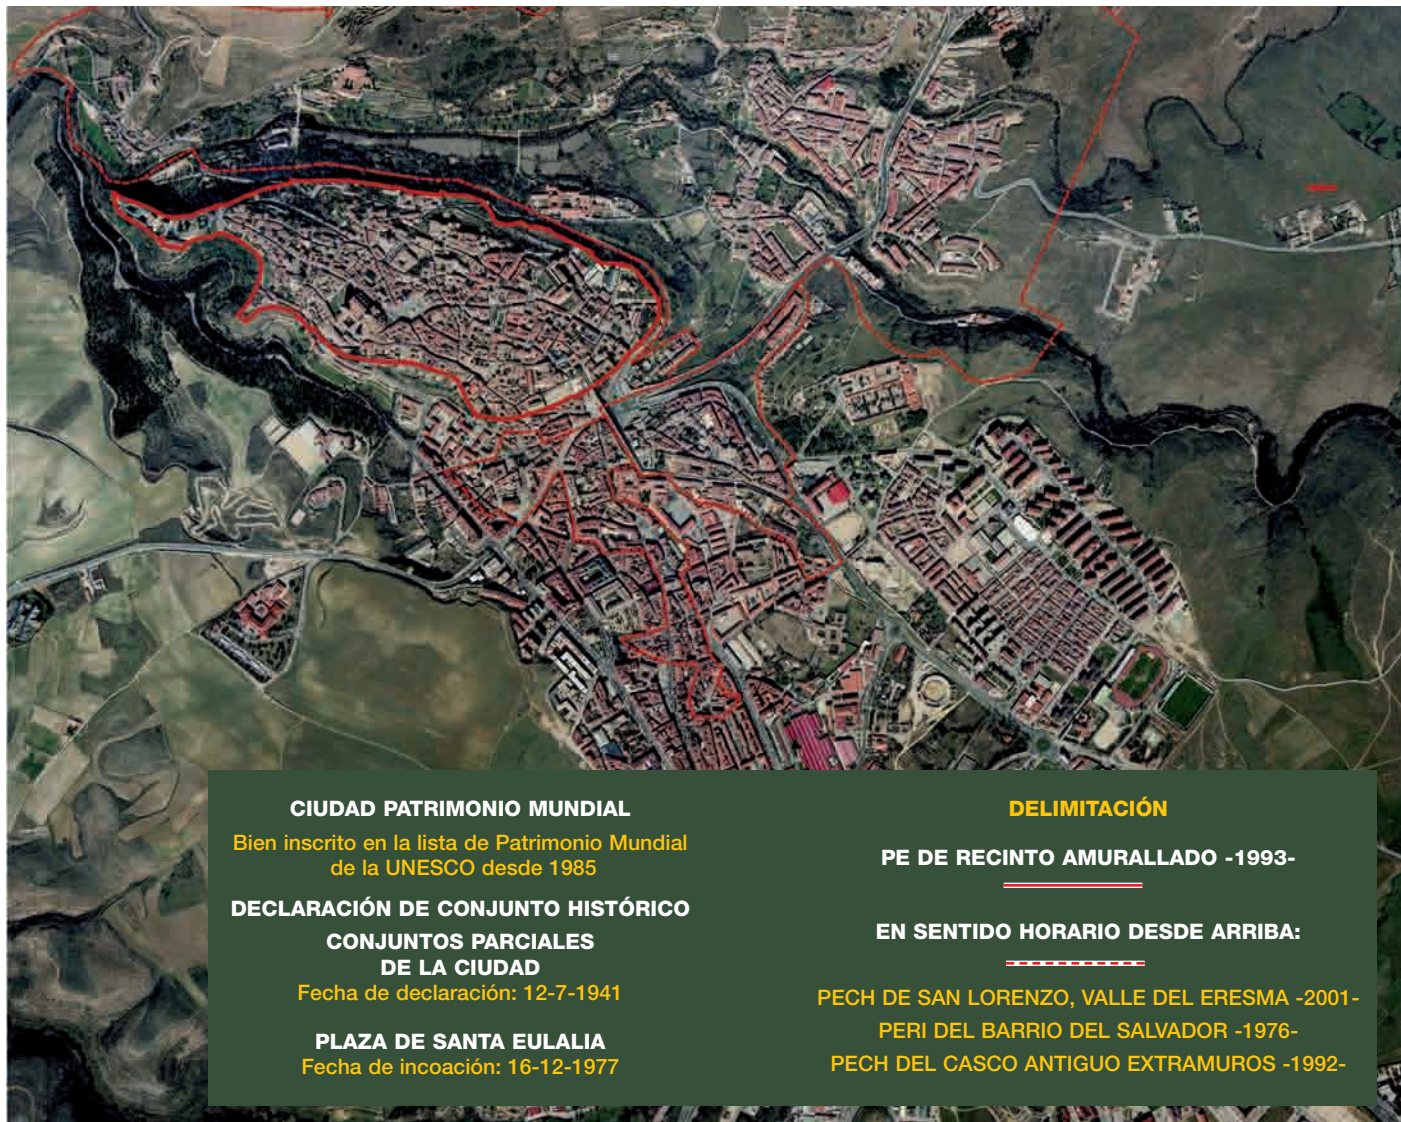 CIUDAD PATRIMONIO MUNDIAL
Bien inscrito en la lista de Patrimonio Mundial
de la UNESCO desde 1985
DECLARACIÓN DE CONJUNTO HISTÓRICO
CONJUNTOS PARCIALES
DE LA CIUDAD
Fecha de declaración: 12-7-1941
PLAZA DE SANTA EULALIA
Fecha de incoación: 16-12-1977
DELIMITACIÓN
PE DE RECINTO AMURALLADO -1993-
EN SENTIDO HORARIO DESDE ARRIBA:
PECH DE SAN LORENZO, VALLE DEL ERESMA -2001-
PERI DEL BARRIO DEL SALVADOR -1976-
PECH DEL CASCO ANTIGUO EXTRAMUROS -1992-